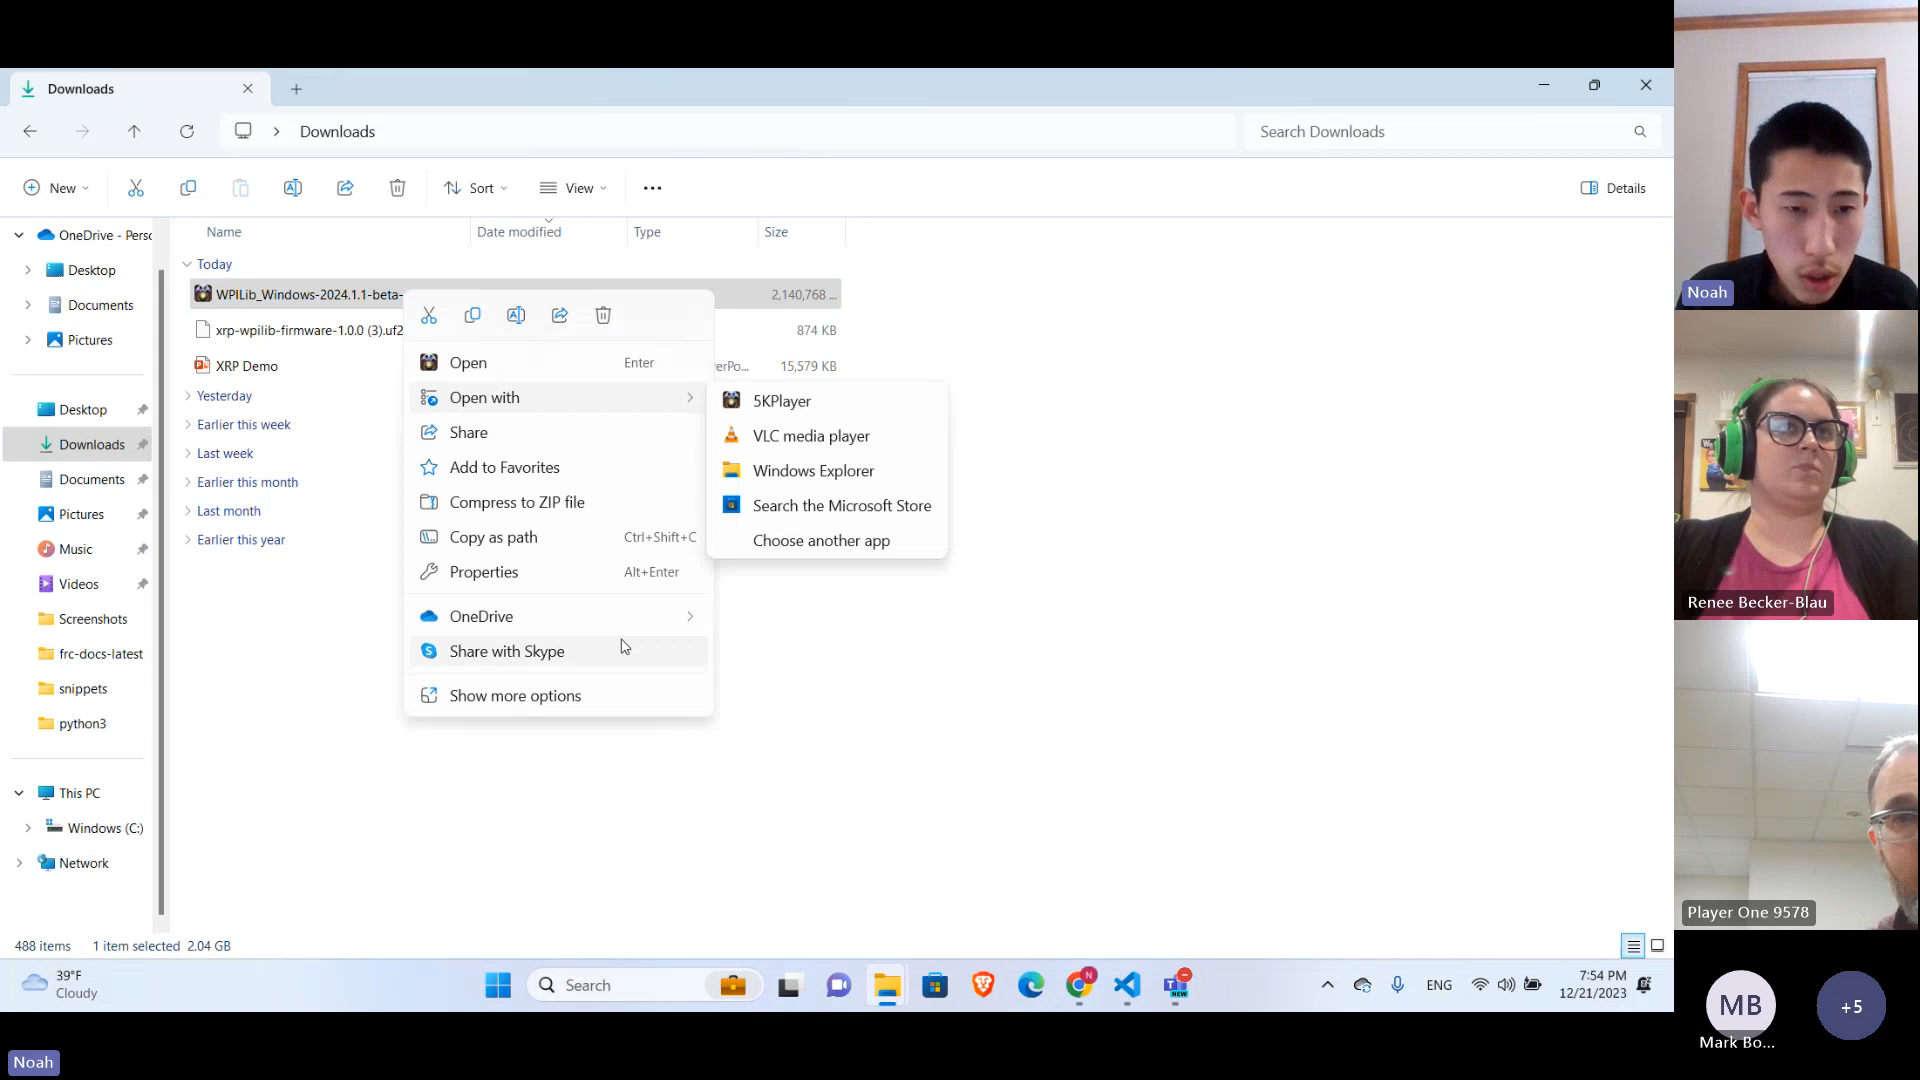 Downloads
Downloads
Search Downloads
New
Sort
View
Details
OneDrive - Perso
Desktop
Documents
Pictures
Desktop
Downloads
Documents
Pictures
Music
Videos
Screenshots
frc-docs-latest
snippets
python3
This PC
Windows (C:)
Network
Name Date modified Type Size
Today
WPILib_Windows-2024.1.1-beta- 2,140,768 ...
xrp-wpilib-firmware-1.0.0 (3).uf2 874 KB
XRP Demo erPo... 15,579 KB
Yesterday
Earlier this week
Last week
Earlier this month
Last month
Earlier this year
Open Enter
Open with
Share
Add to Favorites
Compress to ZIP file
Copy as path Ctrl+Shift+C
Properties Alt+Enter
OneDrive
Share with Skype
Show more options
5KPlayer
VLC media player
Windows Explorer
Search the Microsoft Store
Choose another app
488 items 1 item selected 2.04 GB
39°F
Cloudy
Search
NEW
ENG
7:54 PM
12/21/2023
Noah
Renee Becker-Blau
Player One 9578
MB
Mark Bo...
+5
Noah